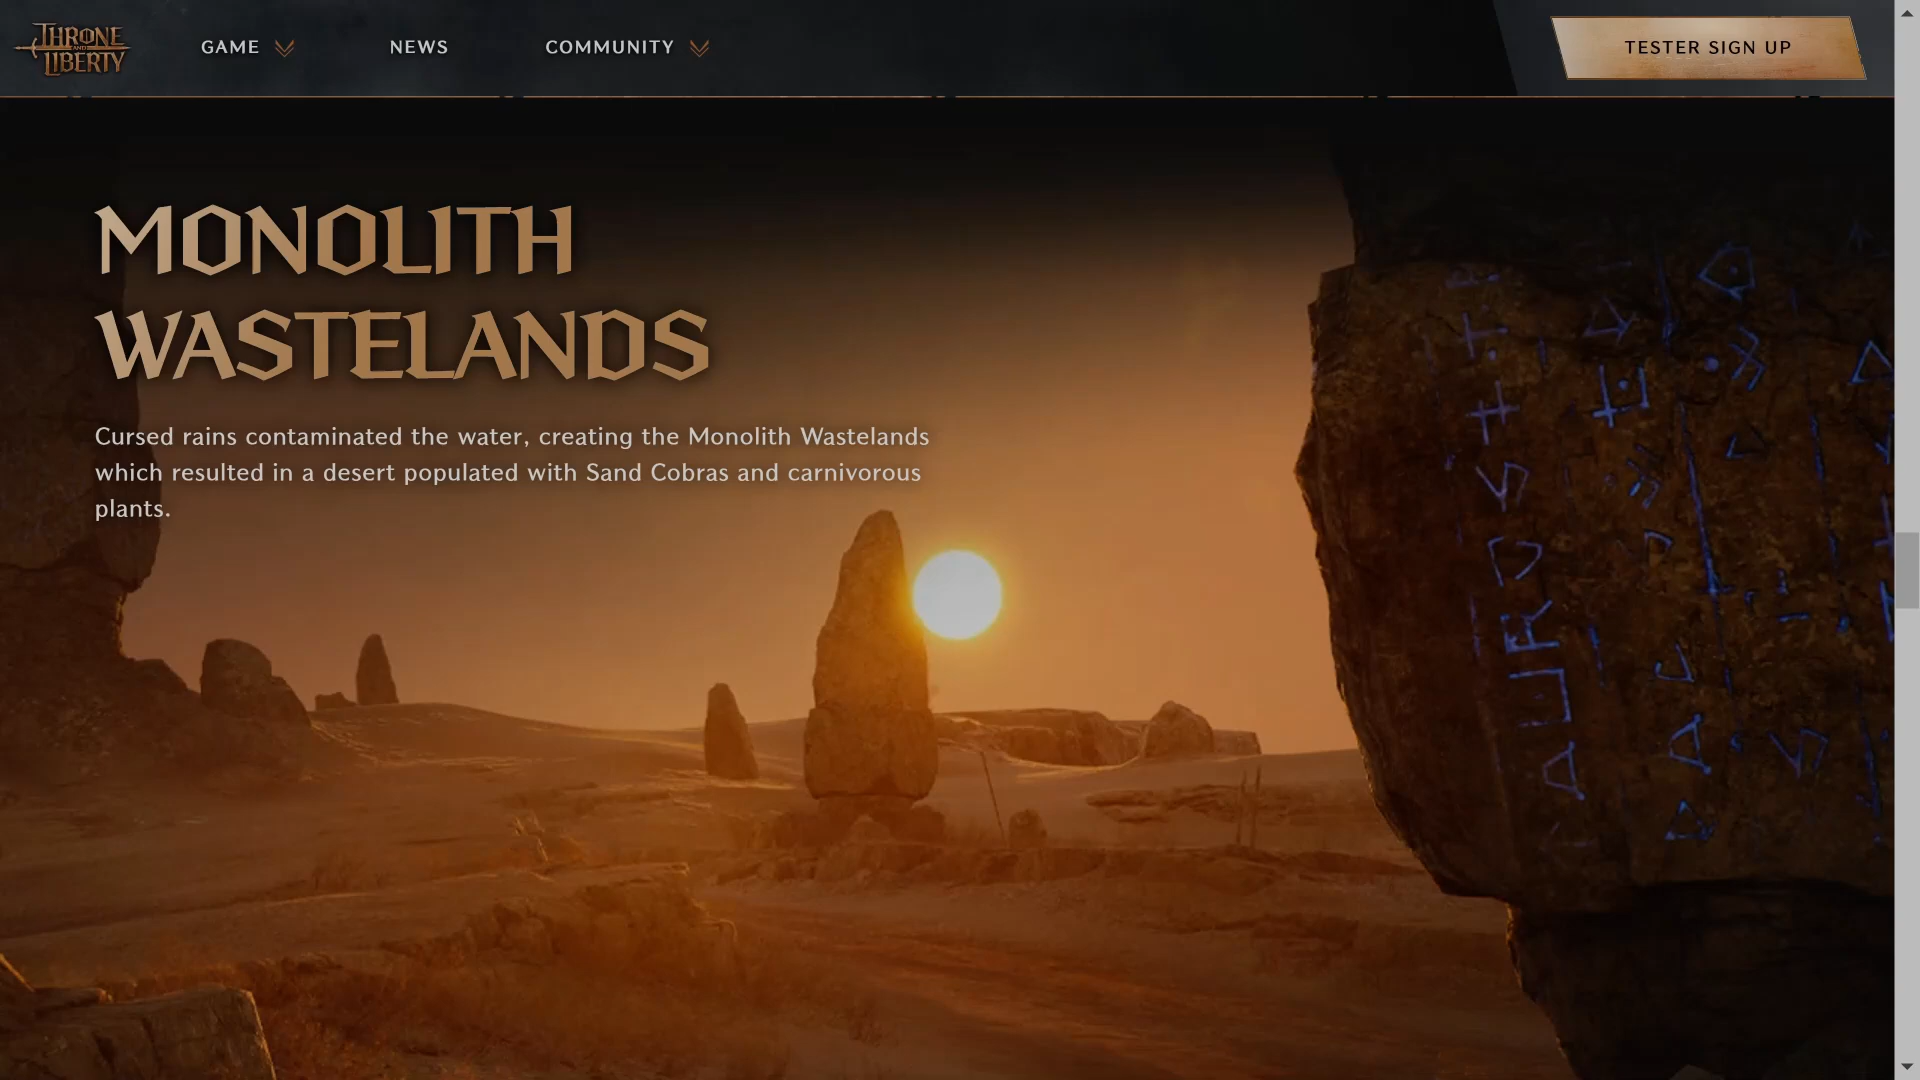 THRONE
AND
LIBERTY
GAME
NEWS
COMMUNITY
TESTER SIGN UP
MONOLITH
WASTELANDS
Cursed rains contaminated the water, creating the Monolith Wastelands
which resulted in a desert populated with Sand Cobras and carnivorous
plants.